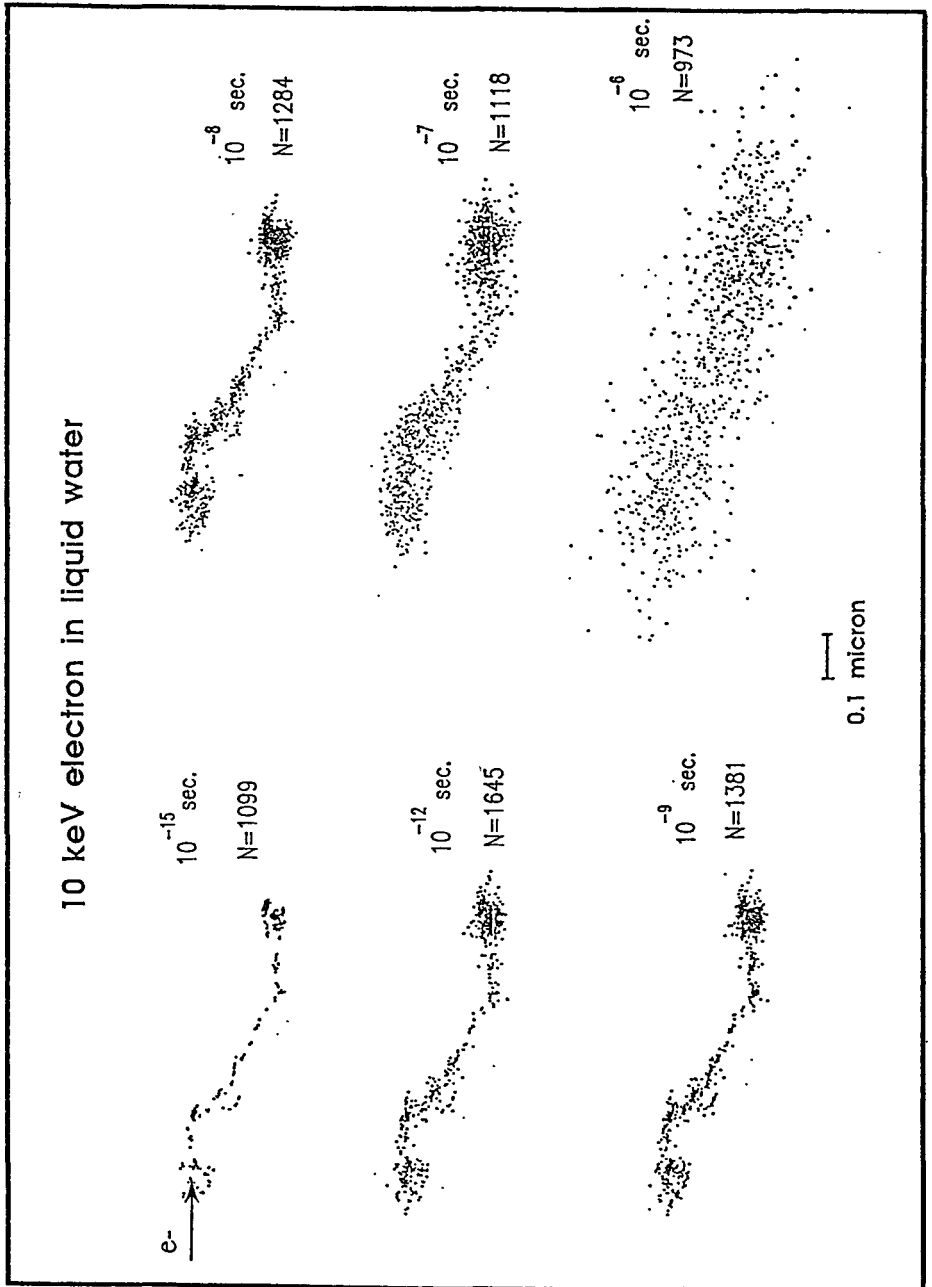 10 keV electron in liquid water
e-
10^-15 sec.
N=1099
10^-12 sec.
N=1645
10^-9 sec.
N=1381
10^-8 sec.
N=1284
10^-7 sec.
N=1118
10^-6 sec.
N=973
0.1 micron